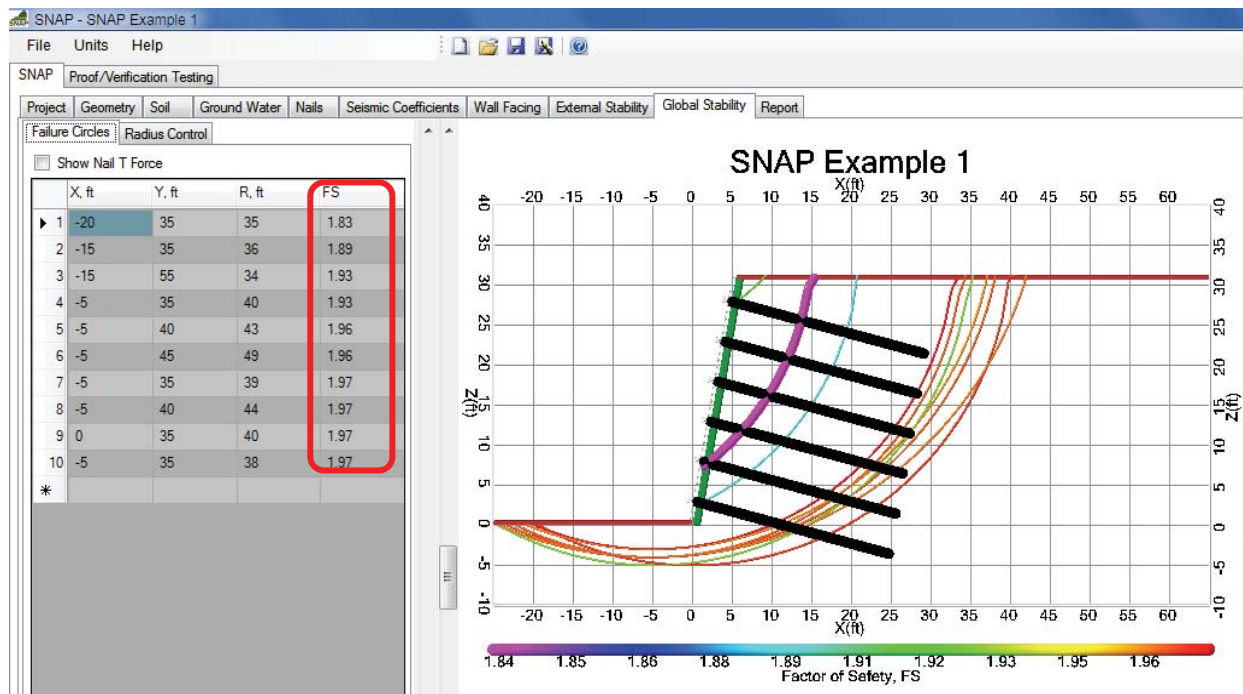 SNAP - SNAP Example 1
File Units Help
SNAP Proof/Verification Testing
Project Geometry Soil Ground Water Nails Seismic Coefficients Wall Facing External Stability Global Stability Report
Failure Circles Radius Control
Show Nail T Force
X, ft Y, ft R, ft FS
1 -20 35 35 1.83
2 -15 35 36 1.89
3 -15 55 34 1.93
4 -5 35 40 1.93
5 -5 40 43 1.96
6 -5 45 49 1.96
7 -5 35 39 1.97
8 -5 40 44 1.97
9 0 35 40 1.97
10 -5 35 38 1.97
*
SNAP Example 1
X(ft)
-20 -15 -10 -5 0 5 10 15 20 25 30 35 40 45 50 55 60
40 40
35 35
30 30
25 25
20 20
Z(ft) 15 15 Z(ft)
10 10
5 5
0 0
-5 -5
-10 -10
-20 -15 -10 -5 0 5 10 15 20 25 30 35 40 45 50 55 60
X(ft)
1.84 1.85 1.86 1.88 1.89 1.91 1.92 1.93 1.95 1.96
Factor of Safety, FS